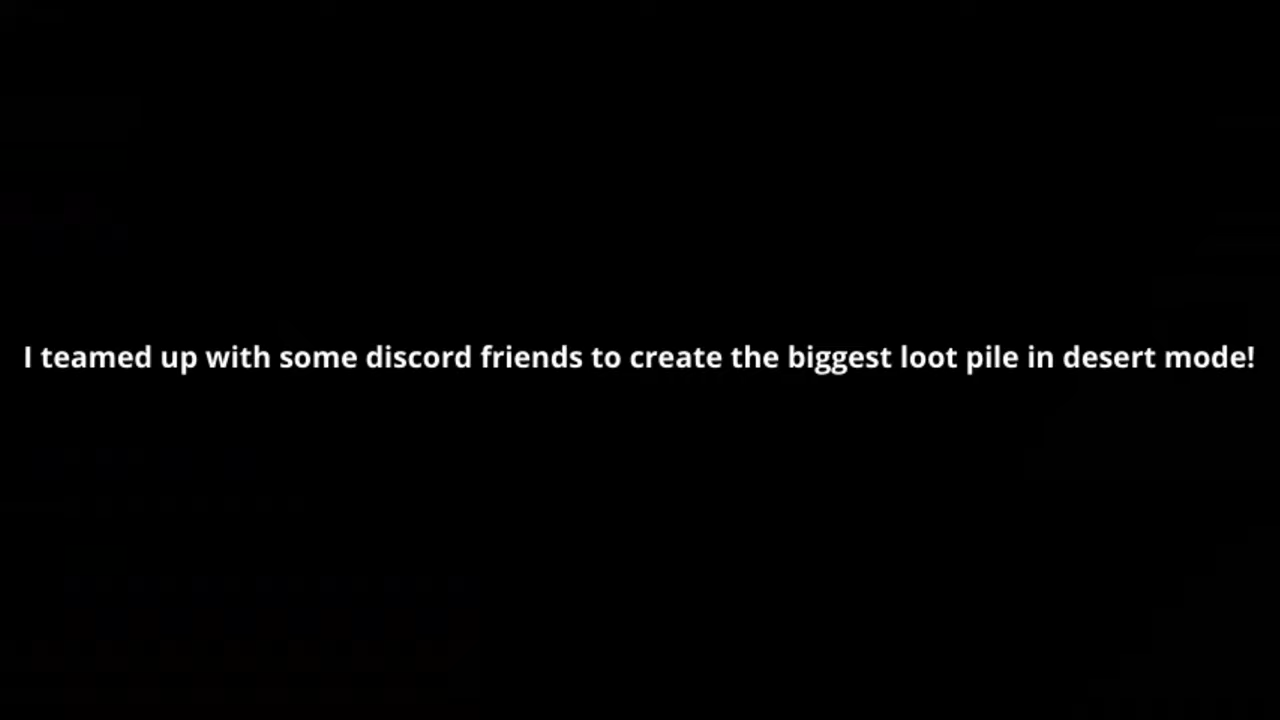 I teamed up with some discord friends to create the biggest loot pile in desert mode!